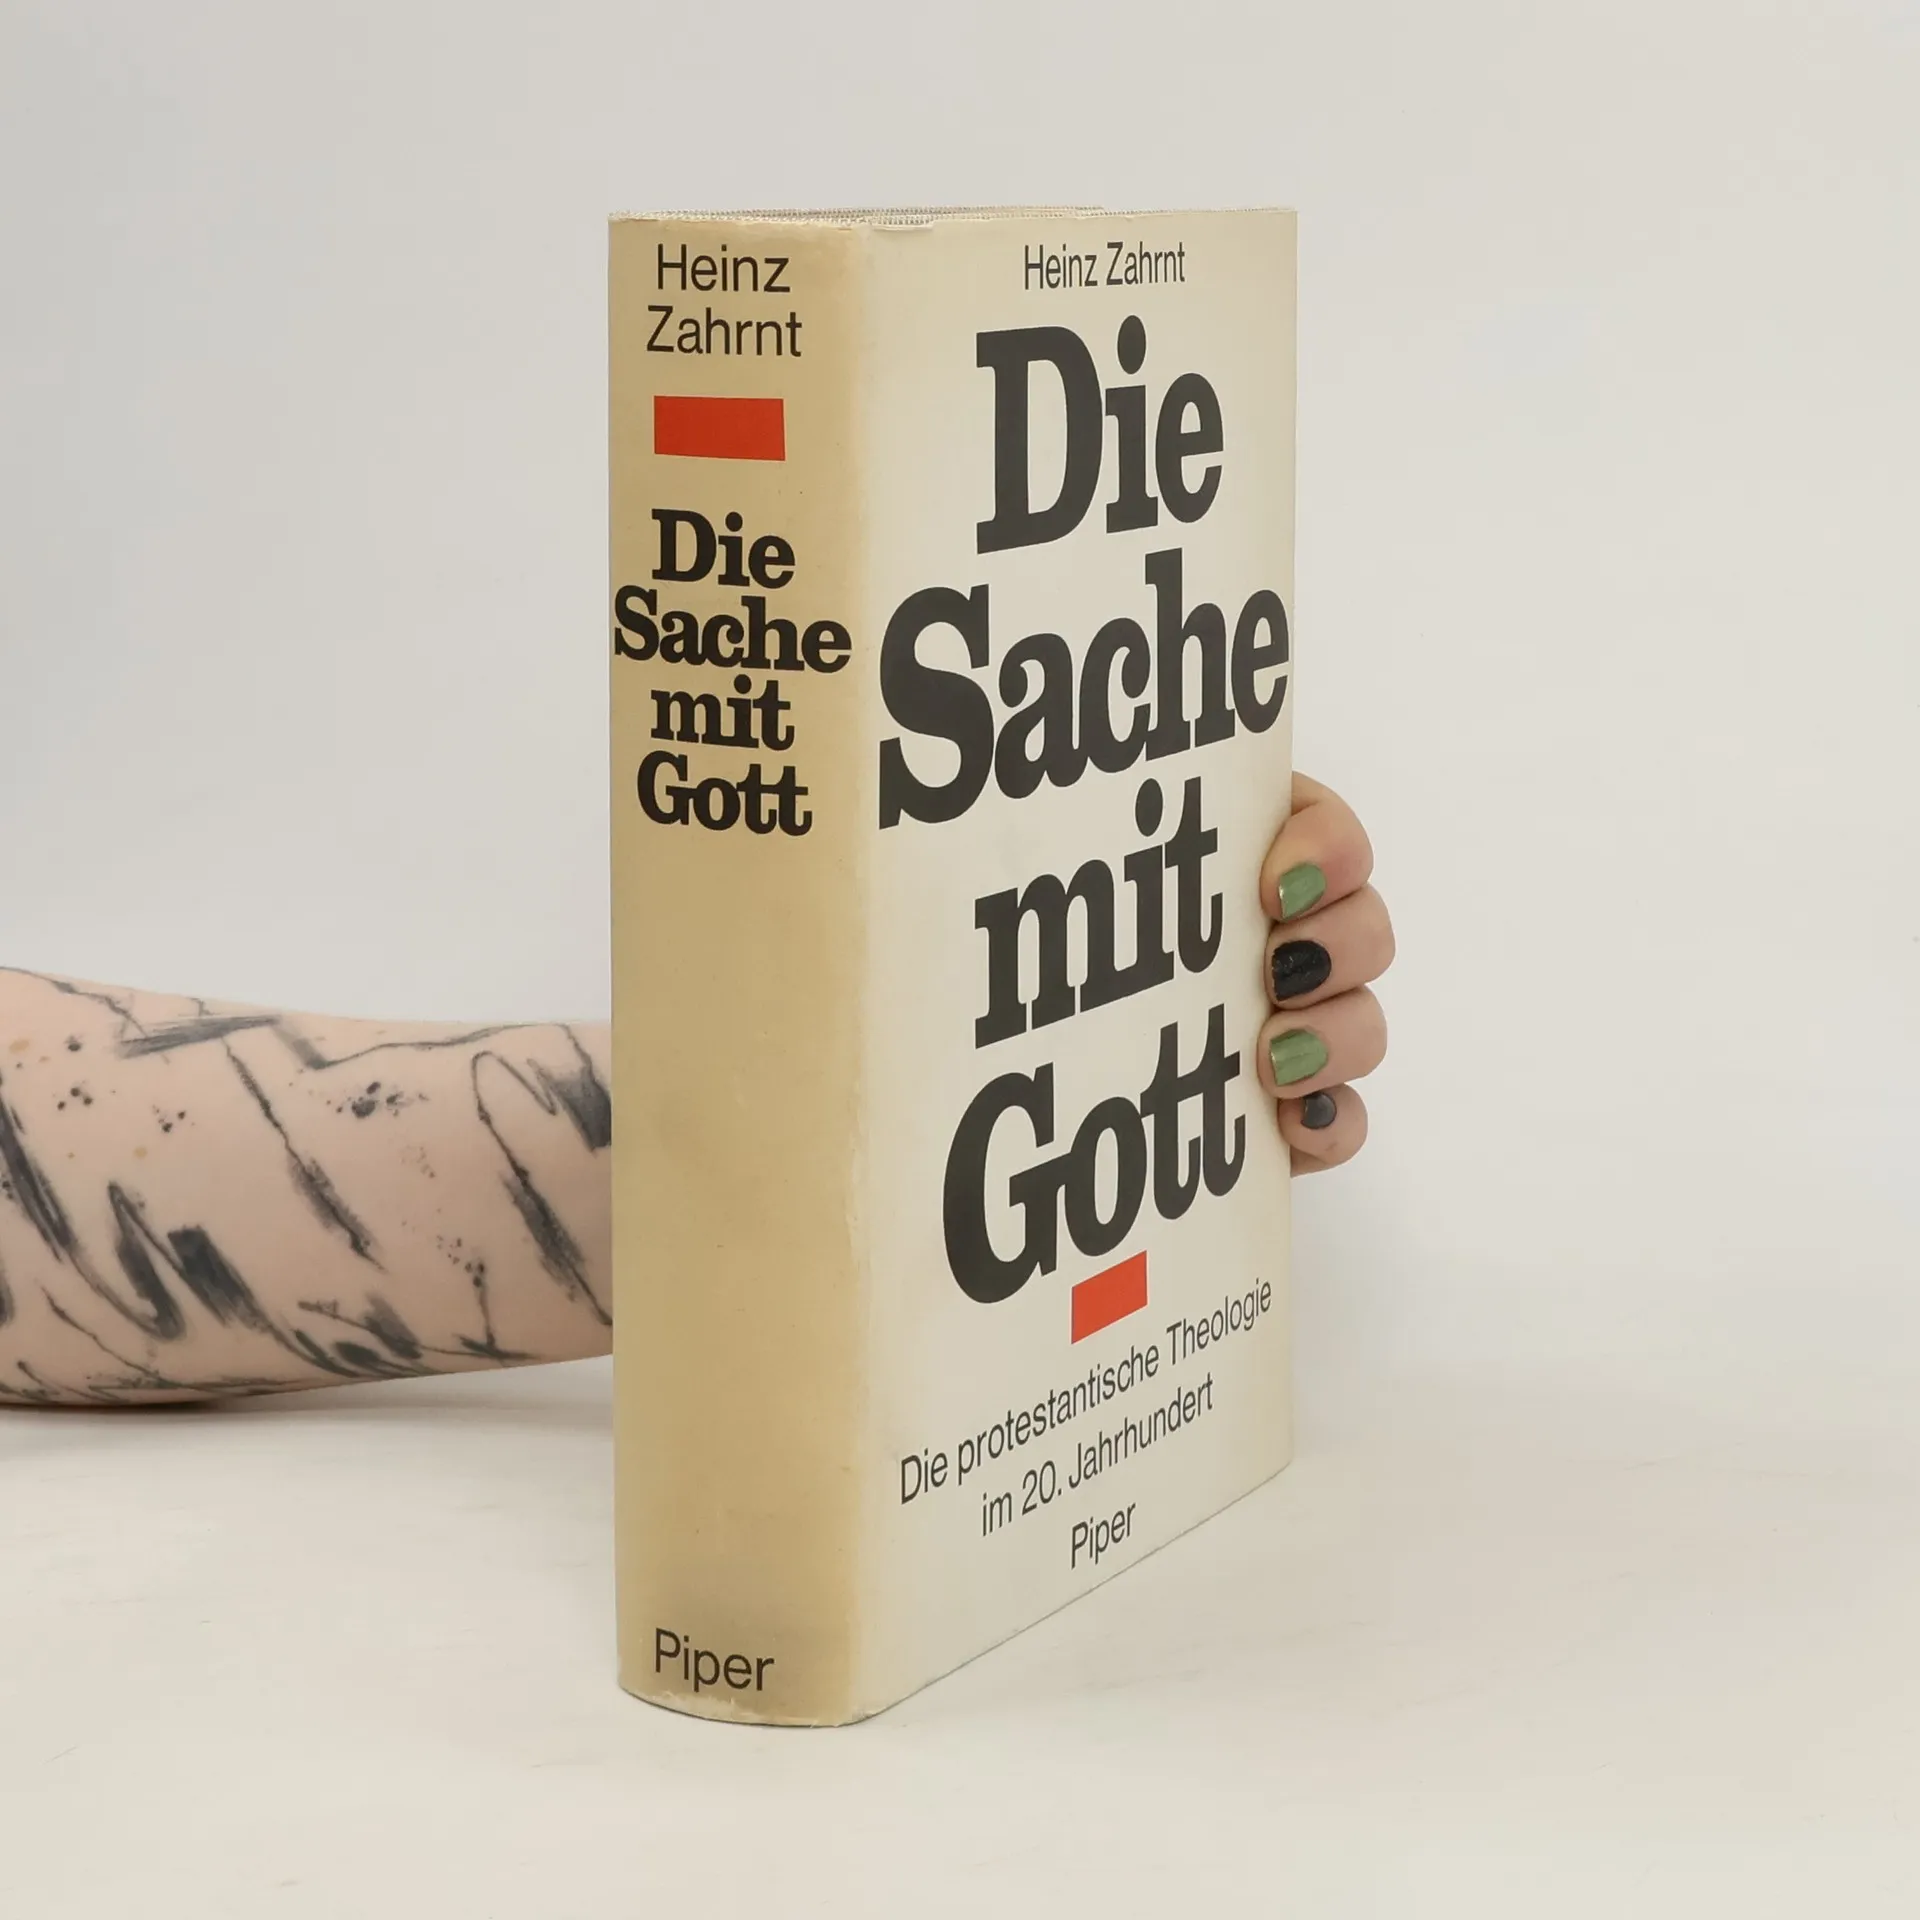 Heinz
Zahrnt
Die
Sache
mit
Gott
Piper
Heinz Zahrnt
Die
Sache
mit
Gott
Die protestantische Theologie
im 20. Jahrhundert
Piper